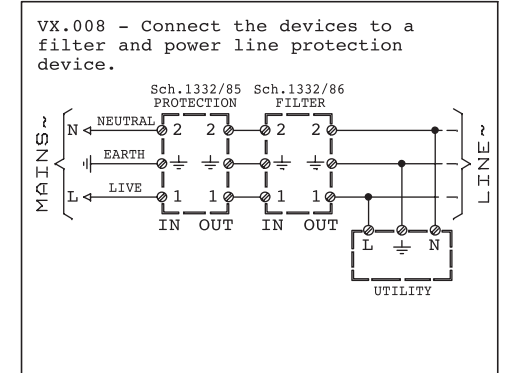 VX.008 - Connect the devices to a
filter and power line protection
device.
Sch.1332/85 Sch.1332/86
PROTECTION FILTER
MAINS~
N NEUTRAL 2 2 2 2
EARTH
L LIVE 1 1 1 1
IN OUT IN OUT
LINE~
L N
UTILITY